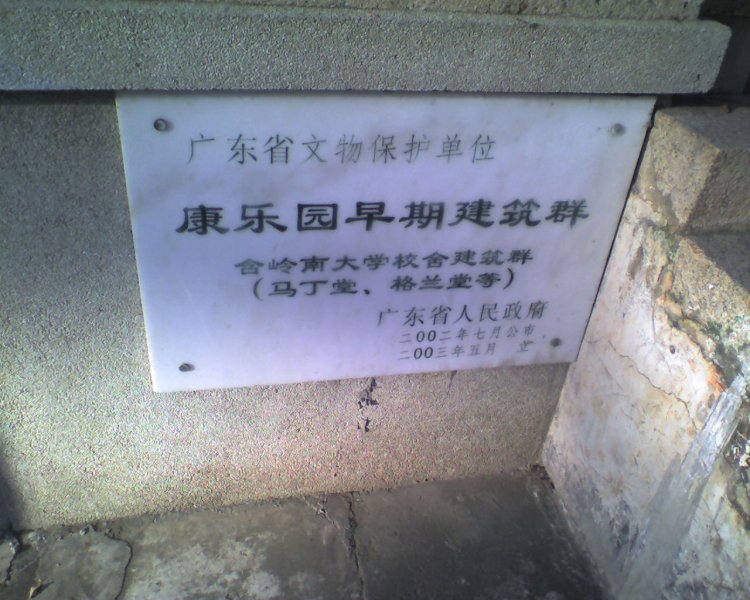 广东省文物保护单位
康乐园早期建筑群
含岭南大学校舍建筑群
（马丁堂、格兰堂等）
广东省人民政府
二00二年七月公布
二00三年五月 立